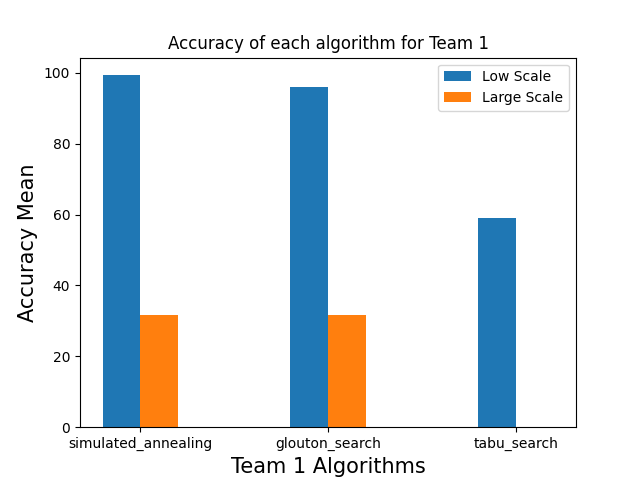 Accuracy of each algorithm for Team 1
Low Scale
Large Scale
100
80
60
40
20
0
Accuracy Mean
simulated_annealing
glouton_search
tabu_search
Team 1 Algorithms